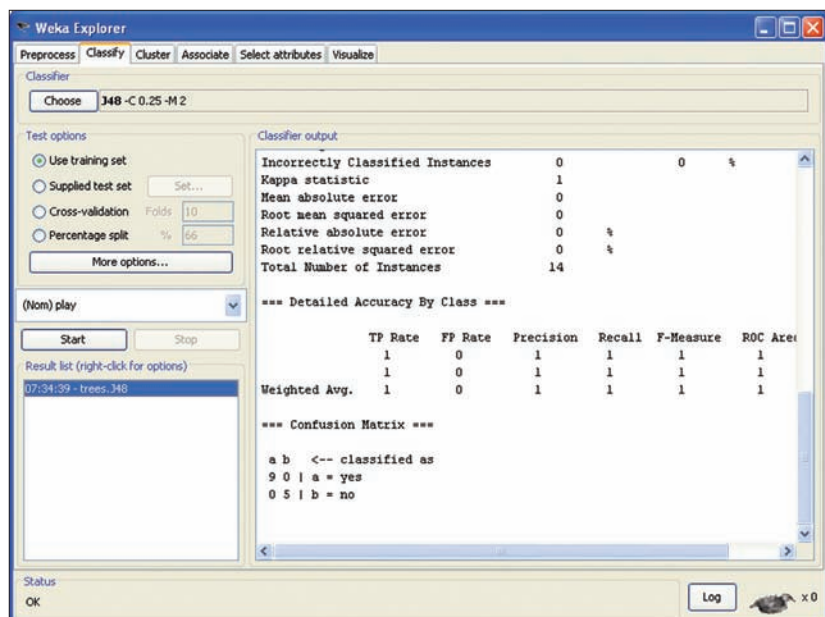 Weka Explorer
Preprocess Classify Cluster Associate Select attributes Visualize
Classifier
Choose J48 -C 0.25 -M 2
Test options
Use training set
Supplied test set Set...
Cross-validation Folds 10
Percentage split % 66
More options...
(Nom) play
Start Stop
Result list (right-click for options)
07:34:39 - trees.J48
Classifier output
Incorrectly Classified Instances 0 0 %
Kappa statistic 1
Mean absolute error 0
Root mean squared error 0
Relative absolute error 0 %
Root relative squared error 0 %
Total Number of Instances 14
=== Detailed Accuracy By Class ===
TP Rate FP Rate Precision Recall F-Measure ROC
1 0 1 1 1 1
1 0 1 1 1 1
Weighted Avg. 1 0 1 1 1 1
=== Confusion Matrix ===
a b <-- classified as
9 0 | a = yes
0 5 | b = no
Status
OK
Log
x 0